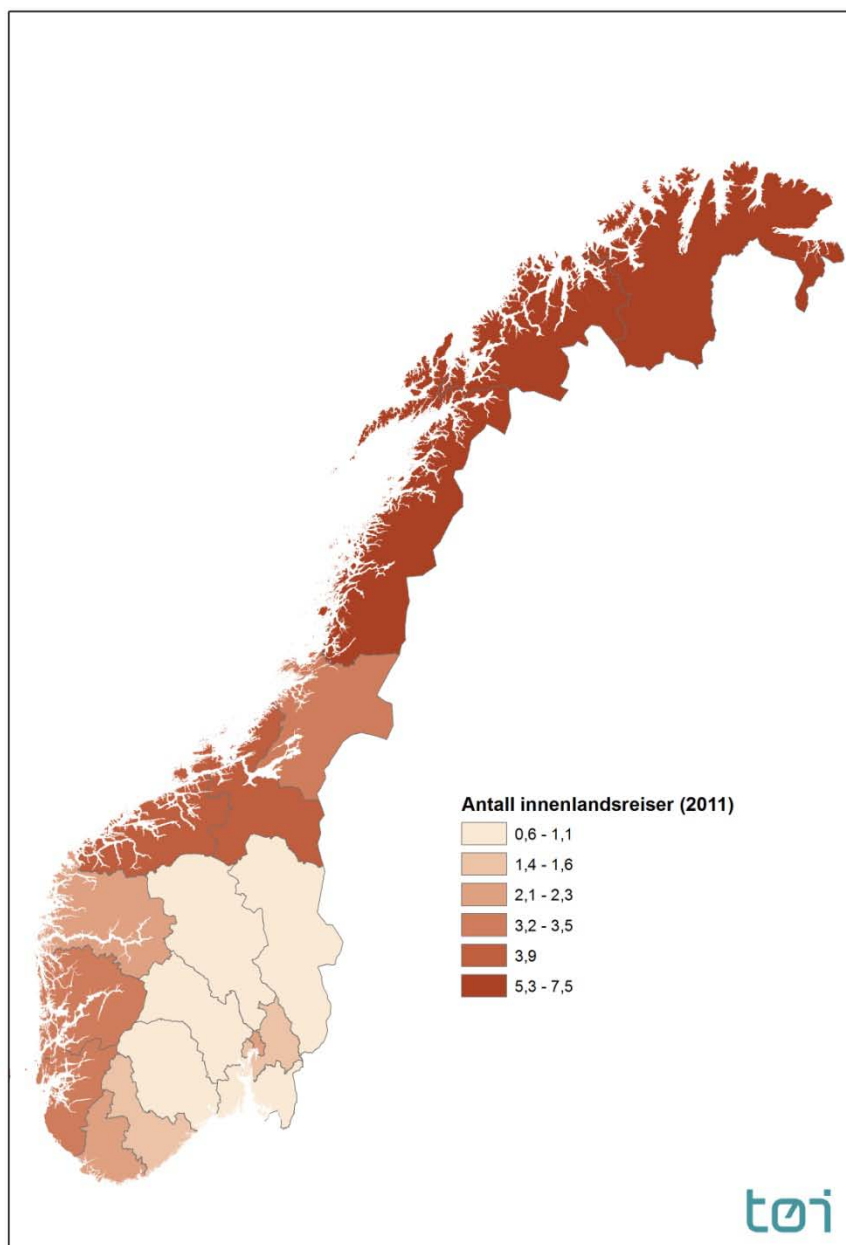 Antall innenlandsreiser (2011)
0,6 - 1,1
1,4 - 1,6
2,1 - 2,3
3,2 - 3,5
3,9
5,3 - 7,5
tøi